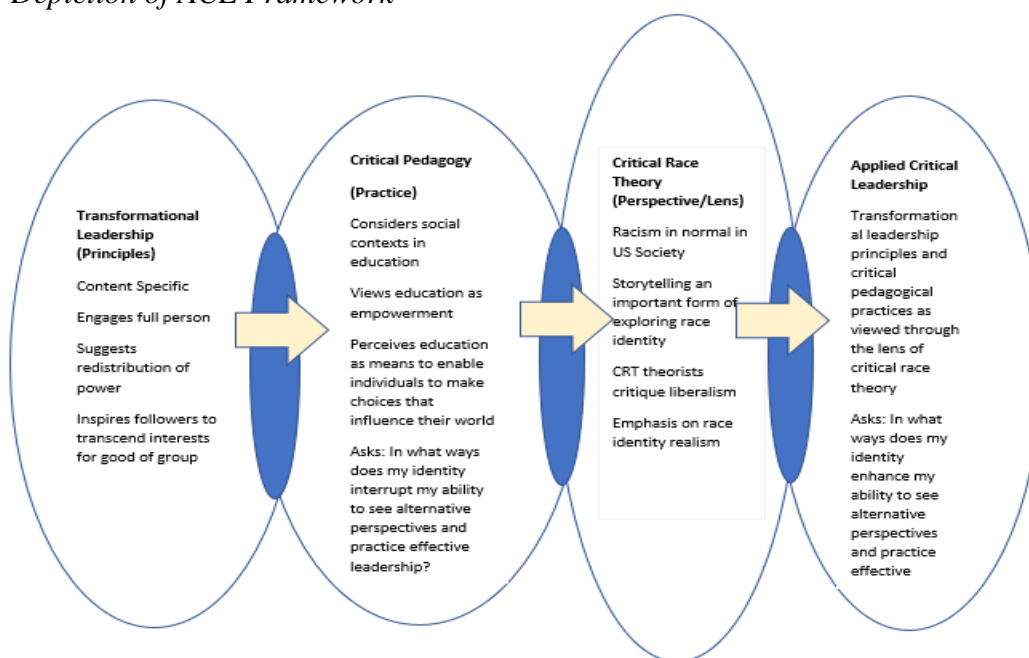 Depiction of ACL Framework
Transformational
Leadership
(Principles)
Content Specific
Engages full person
Suggests
redistribution of
power
Inspires followers to
transcend interests
for good of group
Critical Pedagogy
(Practice)
Considers social
contexts in
education
Views education as
empowerment
Perceives education
as means to enable
individuals to make
choices that
influence their world
Asks: In what ways
does my identity
interrupt my ability
to see alternative
perspectives and
practice effective
leadership?
Critical Race
Theory
(Perspective/Lens)
Racism in normal in
US Society
Storytelling an
important form of
exploring race
identity
CRT theorists
critique liberalism
Emphasis on race
identity realism
Applied Critical
Leadership
Transformation
al leadership
principles and
critical
pedagogical
practices as
viewed through
the lens of
critical race
theory
Asks: In what
ways does my
identity
enhance my
ability to see
alternative
perspectives
and practice
effective